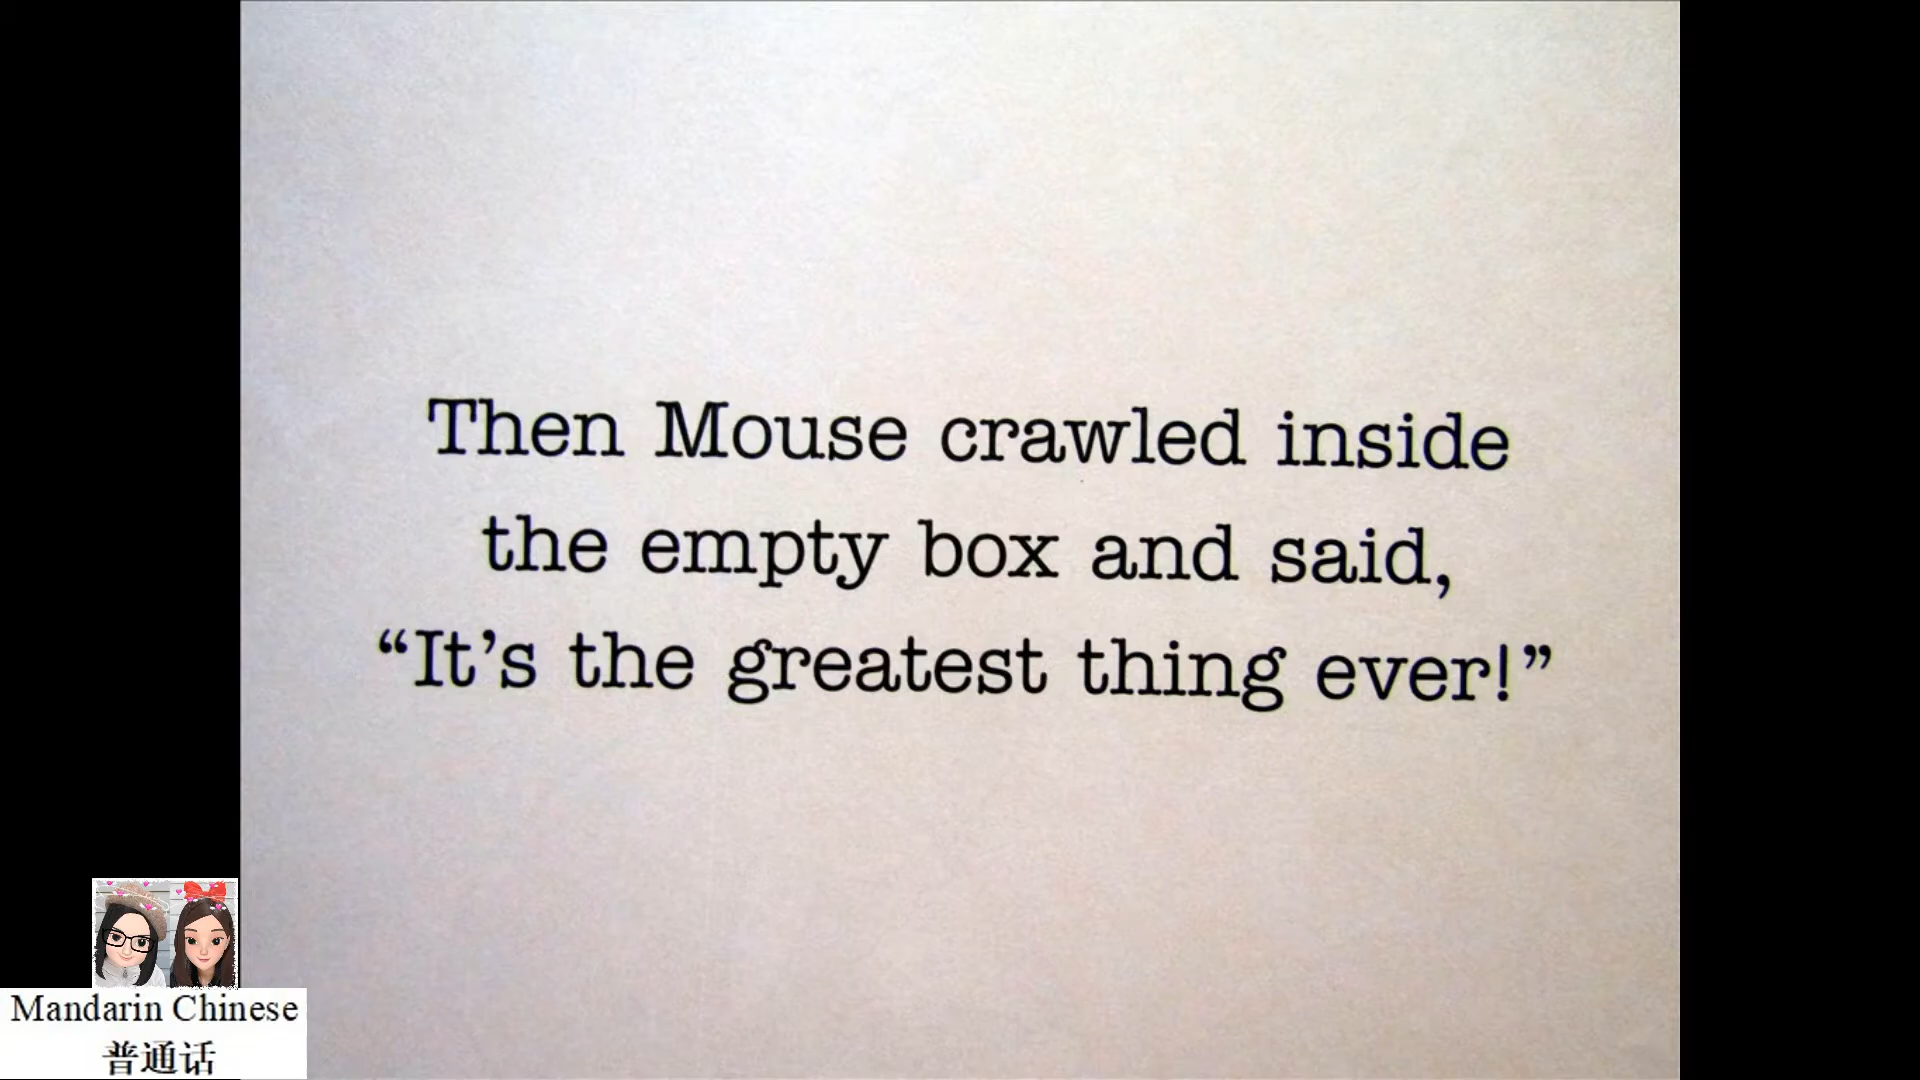 Then Mouse crawled inside
the empty box and said,
“It’s the greatest thing ever!”
Mandarin Chinese
普通话